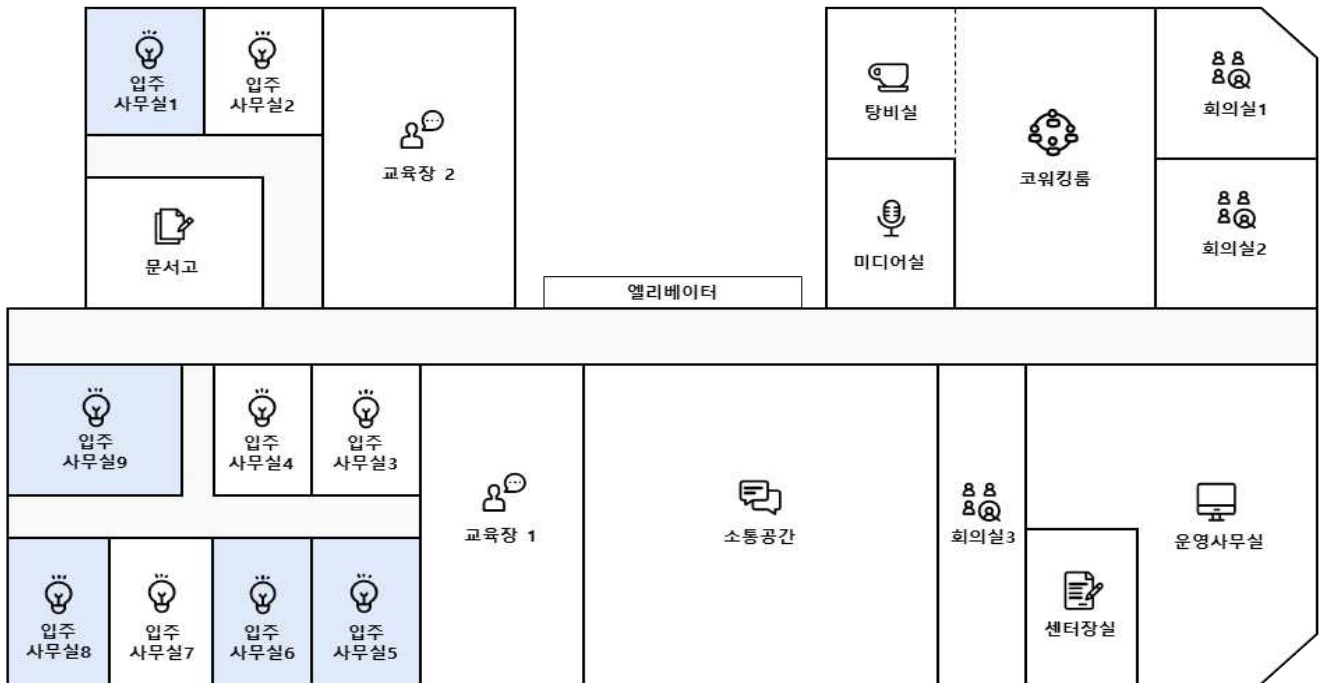 입주
사무실1
입주
사무실2
교육장 2
문서고
탕비실
코워킹룸
회의실1
미디어실
회의실2
엘리베이터
입주
사무실9
입주
사무실4
입주
사무실3
교육장 1
소통공간
회의실3
운영사무실
센터장실
입주
사무실8
입주
사무실7
입주
사무실6
입주
사무실5